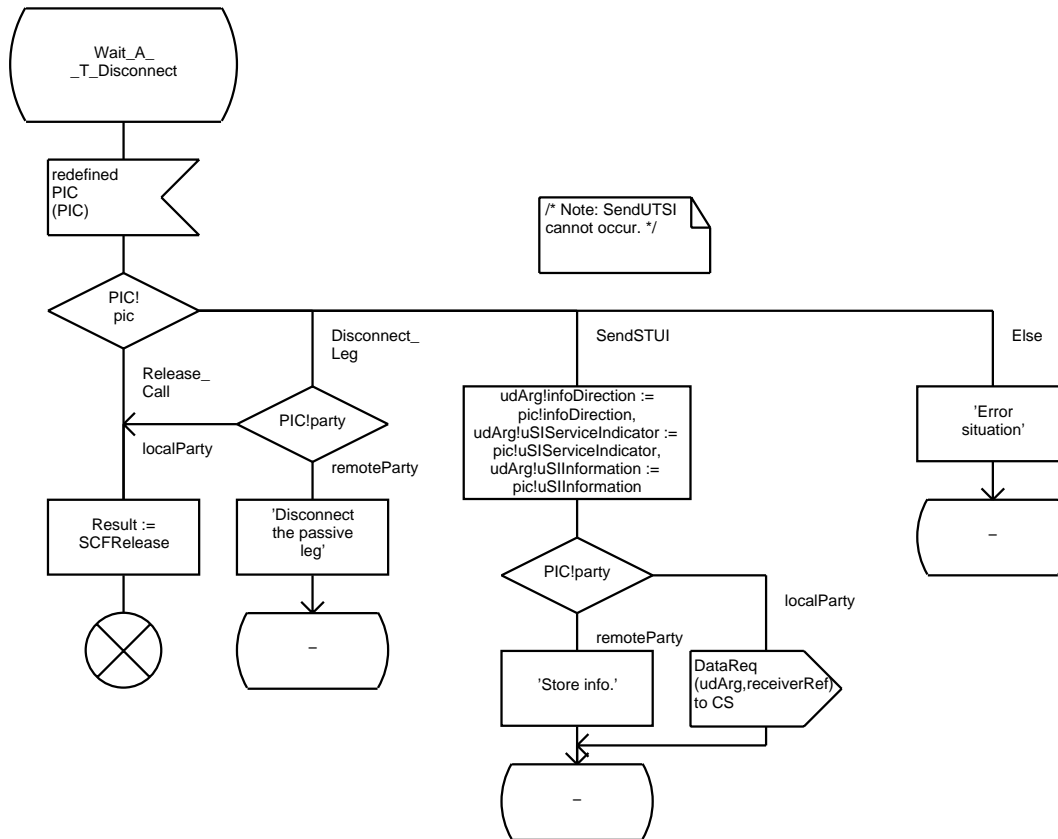 Wait_A_
_T_Disconnect
redefined
PIC
(PIC)
/* Note: SendUTSI
cannot occur. */
PIC!
pic
Disconnect_
Leg
SendSTUI
Else
Release_
Call
PIC!party
localParty
remoteParty
udArg!infoDirection :=
pic!infoDirection,
udArg!uSIServiceIndicator :=
pic!uSIServiceIndicator,
udArg!uSIInformation :=
pic!uSIInformation
'Error
situation'
Result :=
SCFRelease
'Disconnect
the passive
leg'
–
PIC!party
localParty
remoteParty
–
'Store info.'
DataReq
(udArg,receiverRef)
to CS
–